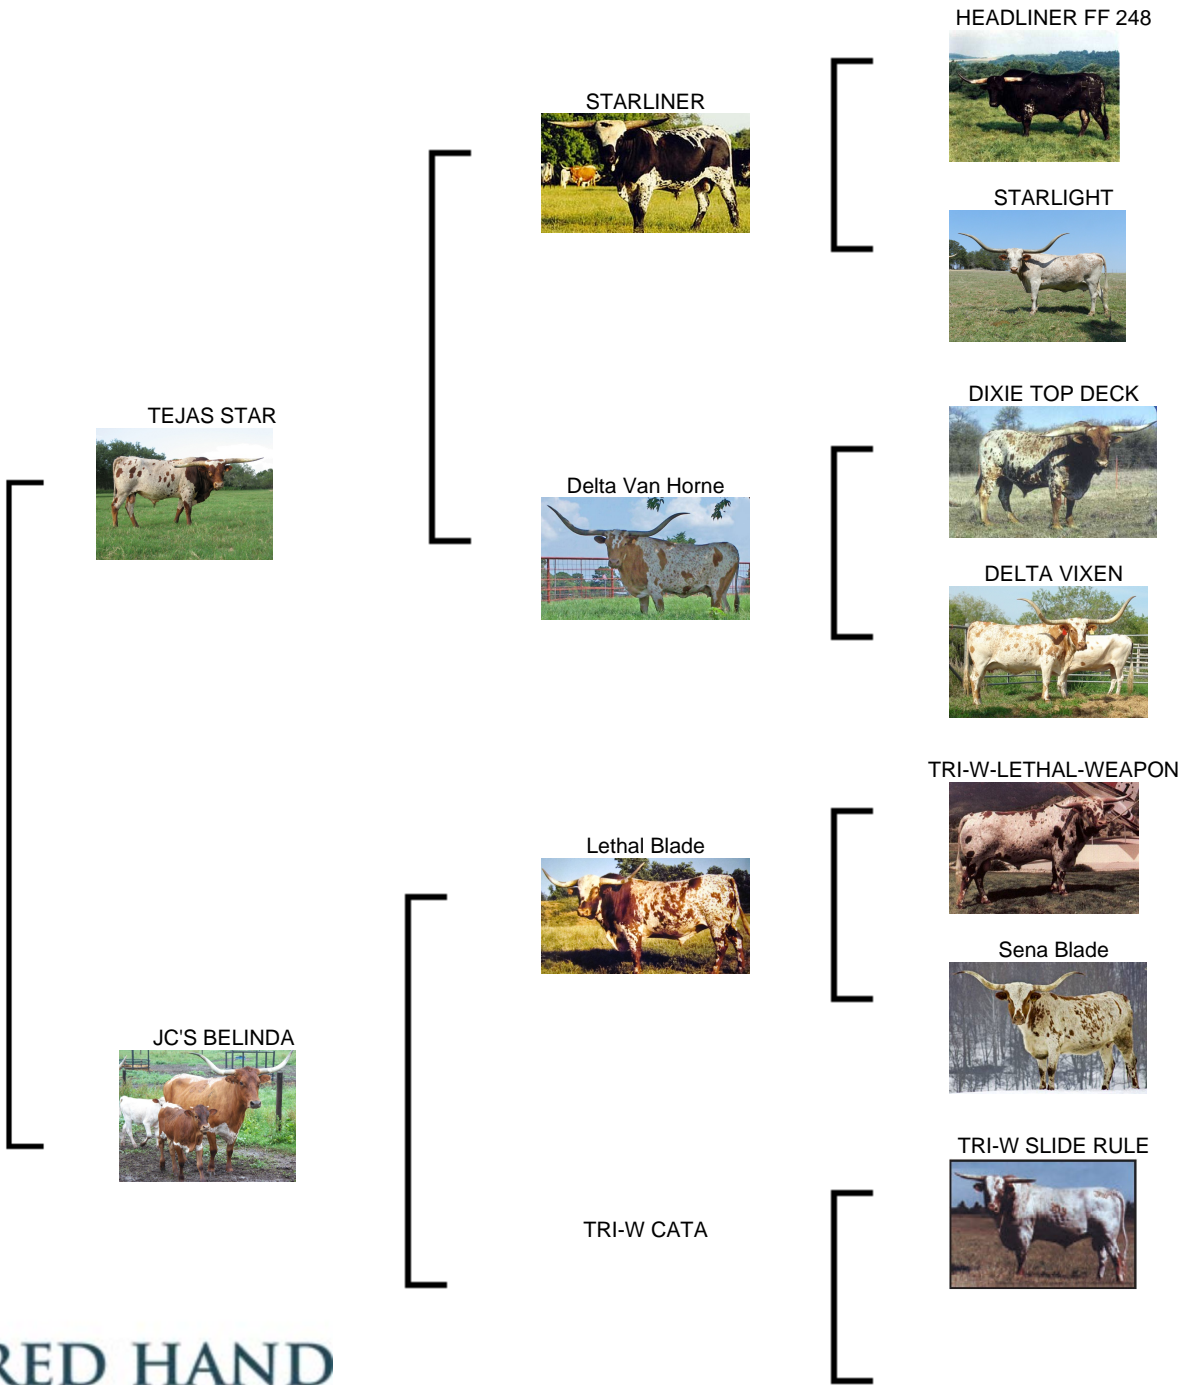 HEADLINER FF 248
STARLINER
STARLIGHT
TEJAS STAR
DIXIE TOP DECK
Delta Van Horne
DELTA VIXEN
TRI-W-LETHAL-WEAPON
Lethal Blade
Sena Blade
JC'S BELINDA
TRI-W SLIDE RULE
TRI-W CATA
RED HAND